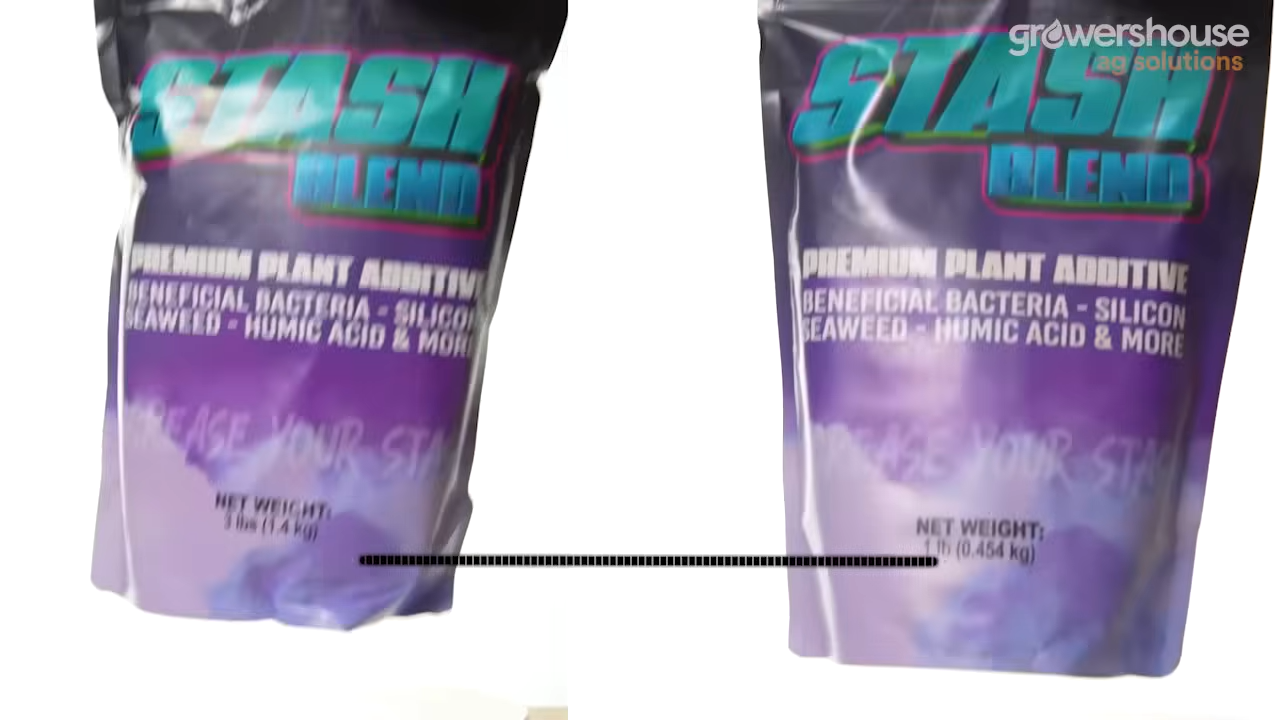 STASH
BLEND
PREMIUM PLANT ADDITIVE
BENEFICIAL BACTERIA - SILICON
SEAWEED - HUMIC ACID & MORE
YOUR
NET WEIGHT:
3 lbs (1.4 kg)
growershouse
ag solutions
STASH
BLEND
PREMIUM PLANT ADDITIVE
BENEFICIAL BACTERIA - SILICON
SEAWEED - HUMIC ACID & MORE
YOUR
NET WEIGHT:
1 lb (0.454 kg)